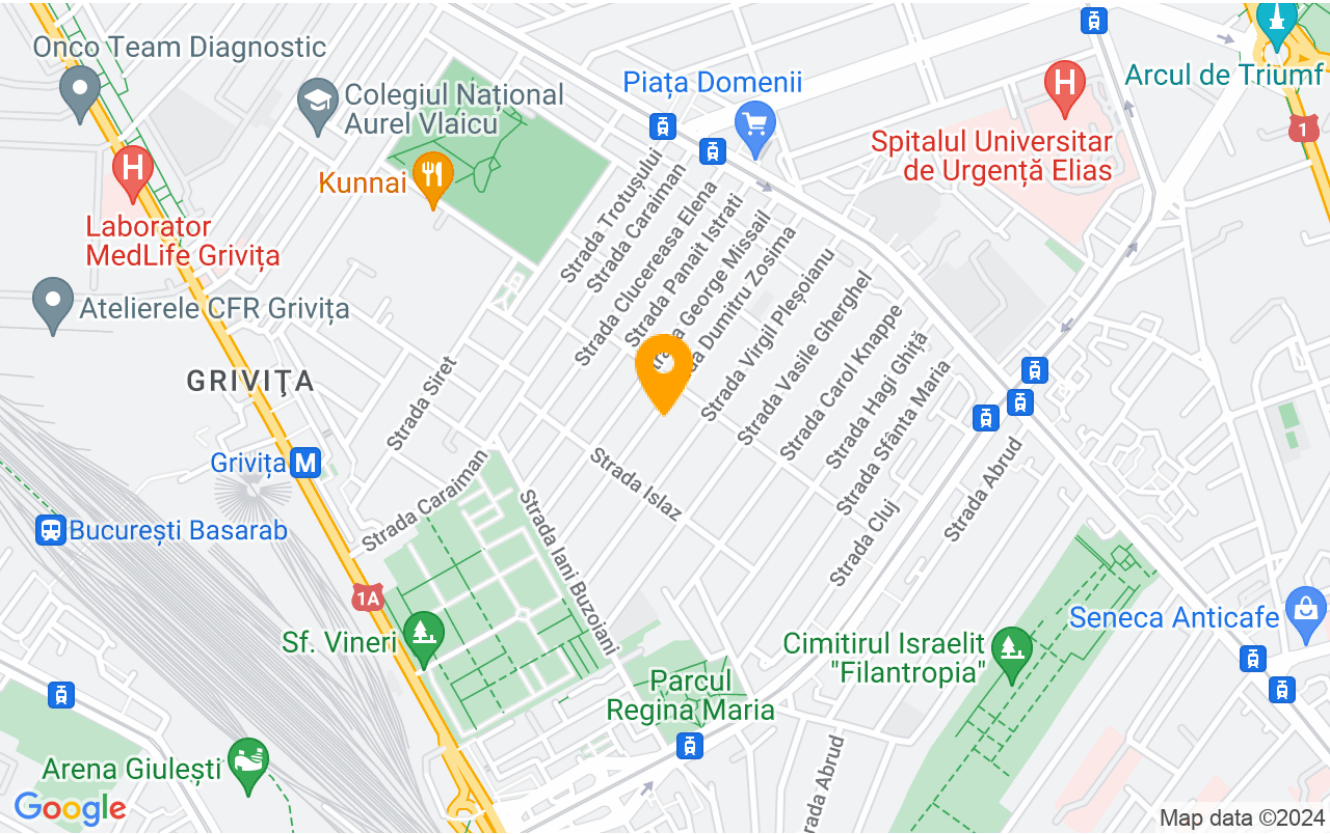 Onco Team Diagnostic
Colegiul Național
Aurel Vlaicu
Piața Domenii
Arcul de Triumf
H
1
Spitalul Universitar
de Urgență Elias
H
Kunnai
Laborator
MedLife Grivița
Atelierele CFR Grivița
GRIVIȚA
Strada Trotușului
Strada Caraiman
Strada Clucereasa Elena
Strada Panait Istrati
George Missail
Dumitru Zosima
Strada Virgil Pleșoianu
Strada Vasile Gherghel
Strada Carol Knappe
Strada Hagi Ghiță
Strada Sfânta Maria
Strada Siret
Grivița
M
Strada Caraiman
Strada Islaz
Strada Cluj
Strada Abrud
București Basarab
Strada Iani Buzoiani
1A
Sf. Vineri
Cimitirul Israelit
"Filantropia"
Seneca Anticafe
Parcul
Regina Maria
Arena Giulești
rada Abrud
Google
Map data ©2024